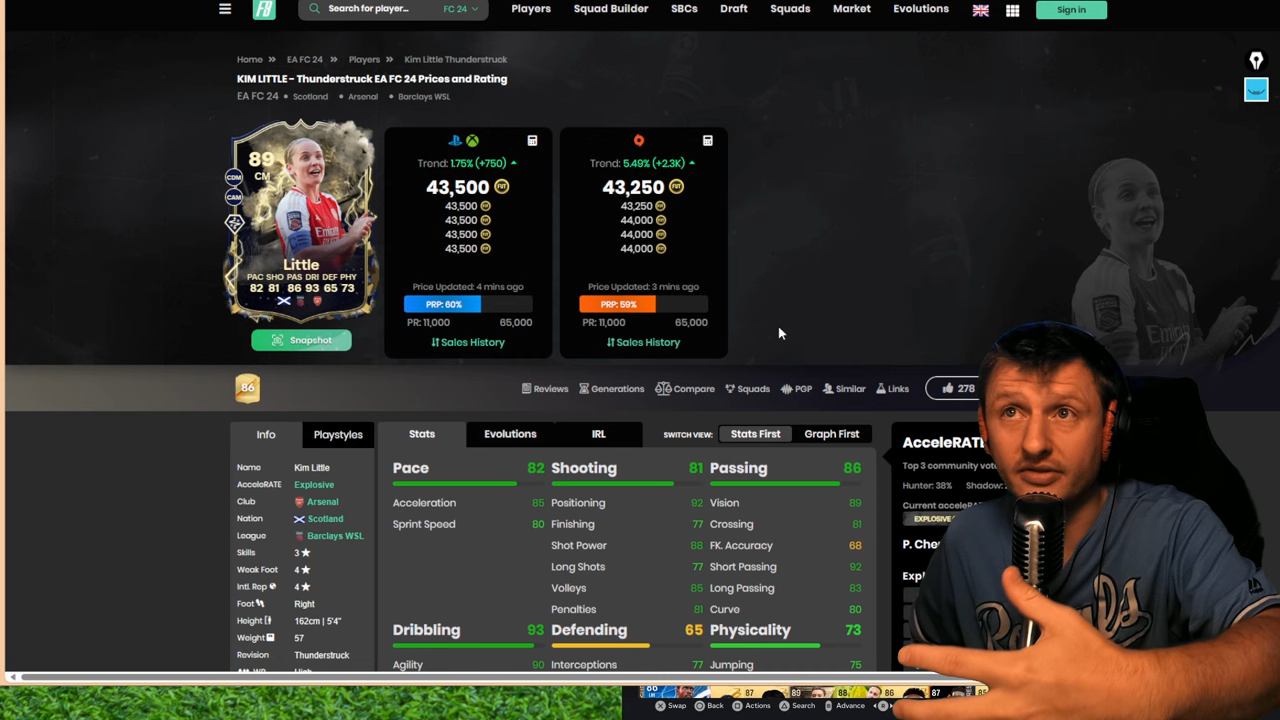 FB Search for player... FC 24 Players Squad Builder SBCs Draft Squads Market Evolutions Sign in
Home » EA FC 24 » Players » Kim Little Thunderstruck
KIM LITTLE - Thunderstruck EA FC 24 Prices and Rating
EA FC 24 • Scotland • Arsenal • Barclays WSL
89
CM
CDM
CAM
Little
PAC SHO PAS DRI DEF PHY
82 81 86 93 65 73
Snapshot
Trend: 1.75% (+750)
43,500
43,500
43,500
43,500
43,500
Price Updated: 4 mins ago
PRP: 60%
PR: 11,000 65,000
Sales History
Trend: 5.49% (+2.3K)
43,250
43,250
44,000
44,000
44,000
Price Updated: 3 mins ago
PRP: 59%
PR: 11,000 65,000
Sales History
86 Reviews Generations Compare Squads PGP Similar Links 278
Info Playstyles Stats Evolutions IRL SWITCH VIEW: Stats First Graph First
Name Kim Little
AcceleRATE Explosive
Club Arsenal
Nation Scotland
League Barclays WSL
Skills 3★
Weak Foot 4★
Intl. Rep 4★
Foot Right
Height 162cm | 5'4"
Weight 57
Revision Thunderstruck
High
Pace 82
Acceleration 85
Sprint Speed 80
Shooting 81
Positioning 92
Finishing 77
Shot Power 88
Long Shots 77
Volleys 85
Penalties 81
Passing 86
Vision 89
Crossing 81
FK. Accuracy 68
Short Passing 92
Long Passing 83
Curve 80
Dribbling 93
Agility 90
Defending 65
Interceptions 77
Physicality 73
Jumping 75
Top 3 community
Hunter: 38%
Current
EXPLOSIVE
P.
Swap Back Actions Search Advance